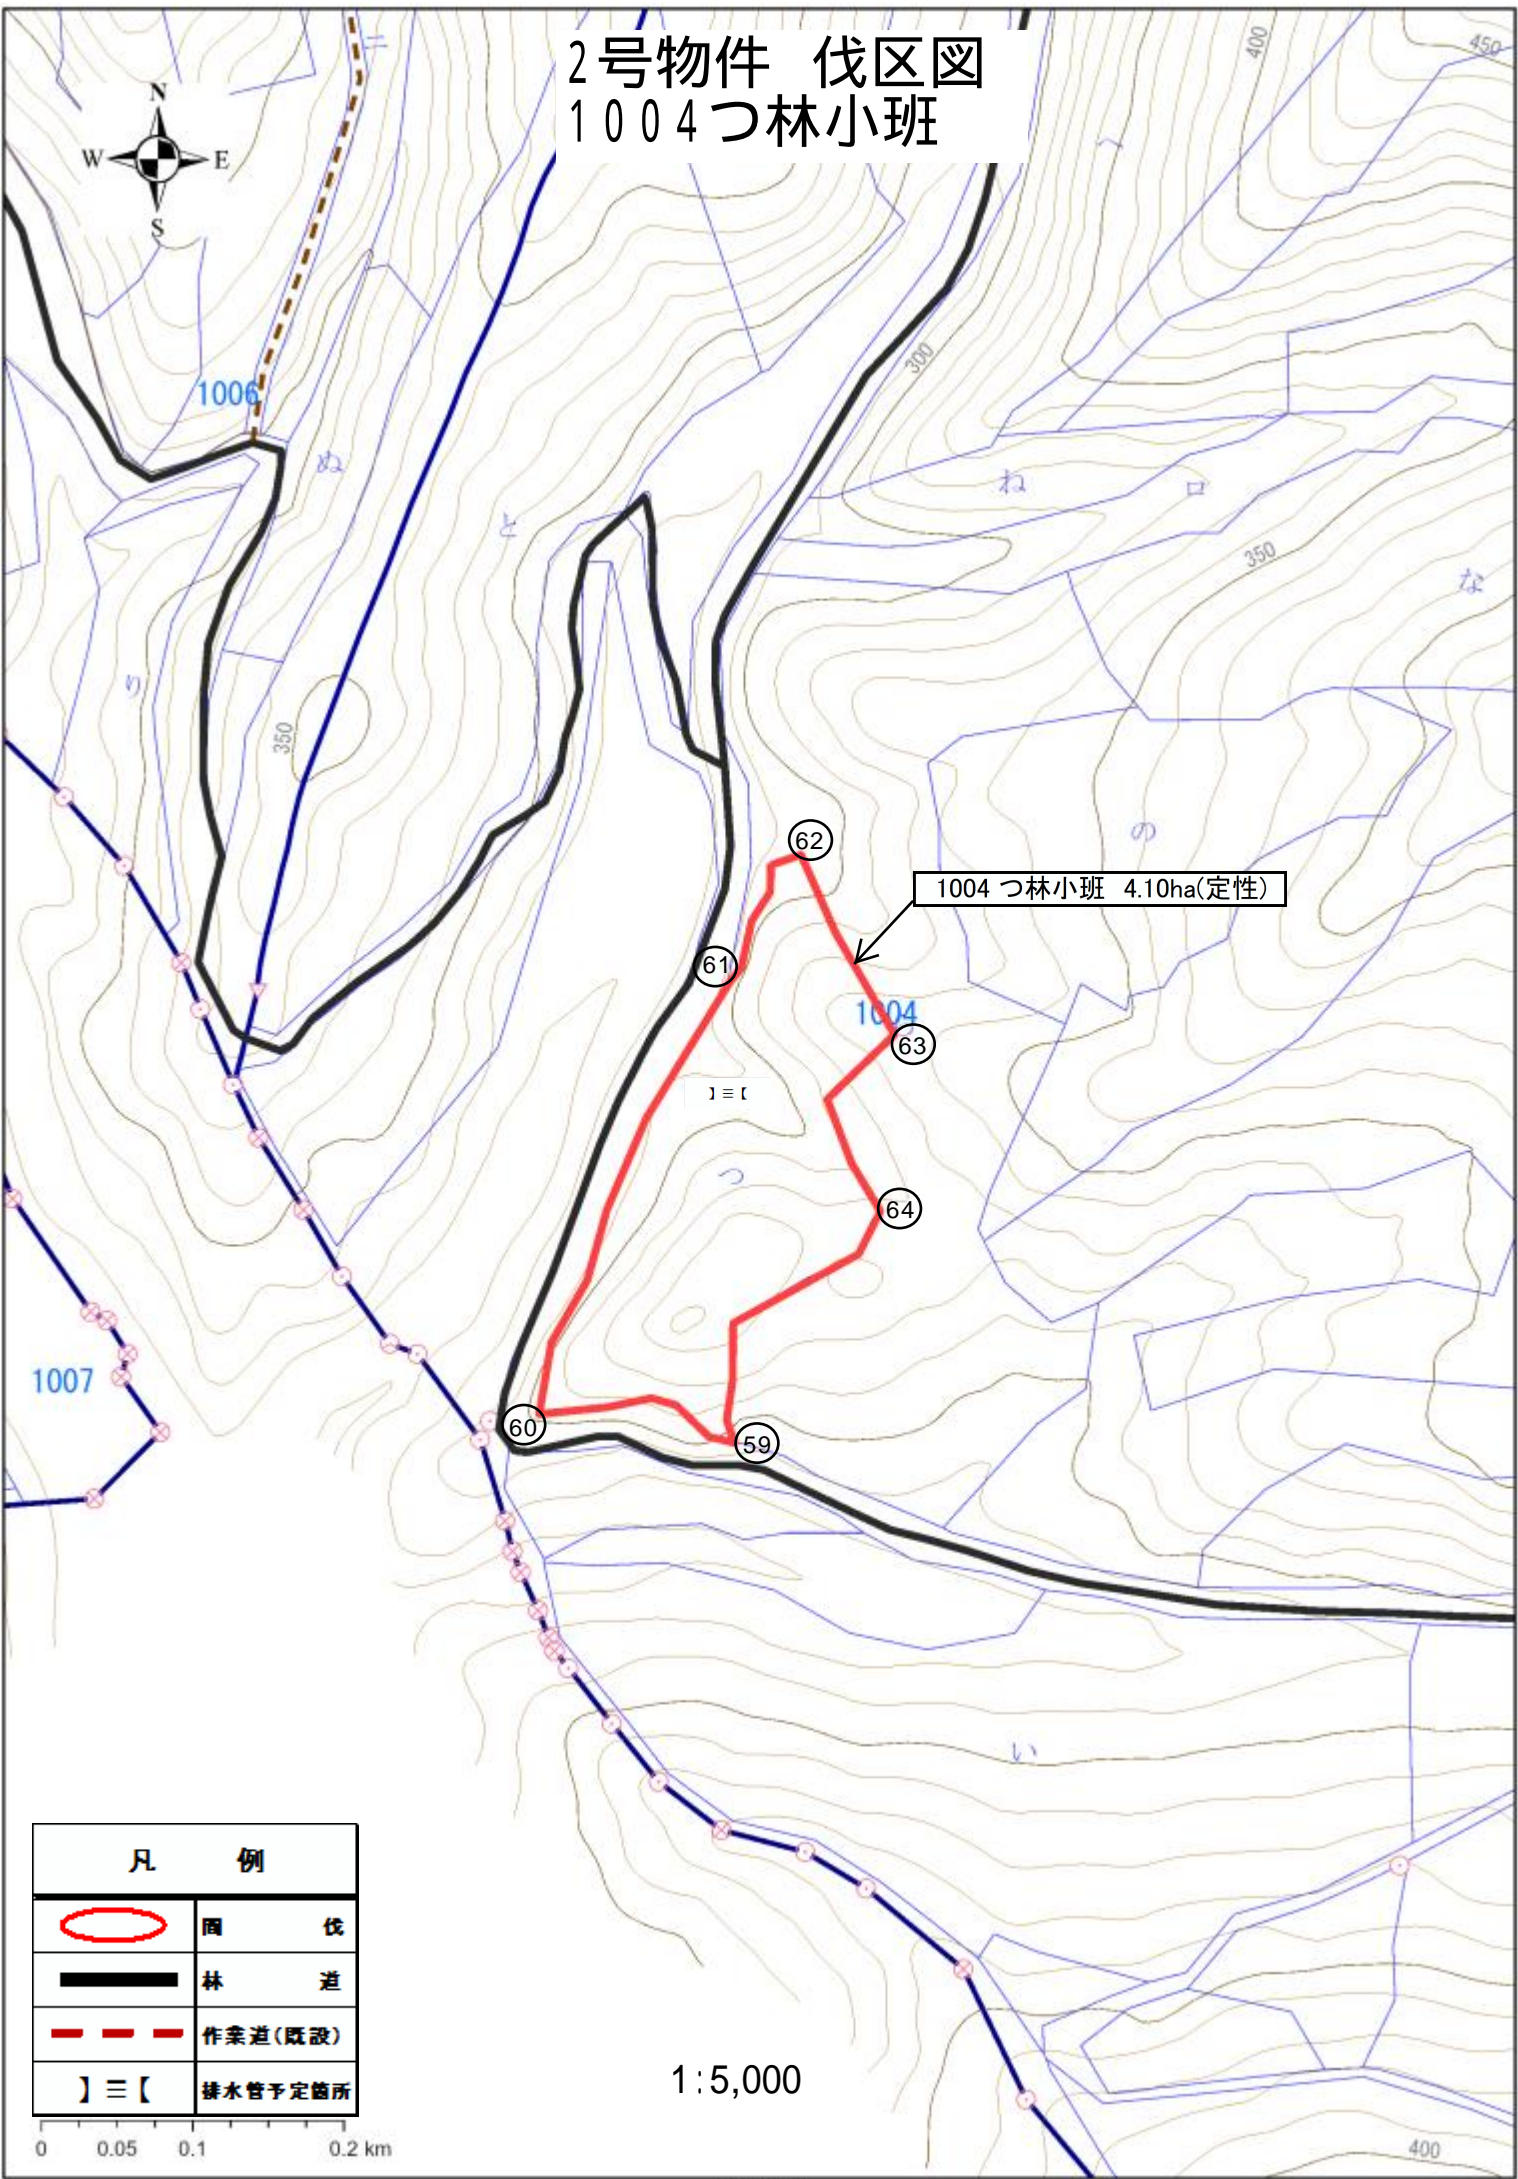 2号物件 伐区図
1004つ林小班
N
W E
S
ニ
400
450
へ
300
1006
ぬ
と
ね
ロ
350
な
り
350
の
62
1004 つ林小班 4.10ha(定性)
61
1004
63
】≡【
つ
64
1007
60
59
い
凡 例
間 伐
林 道
作業道(既設)
】≡【 排水管予定箇所
1:5,000
0 0.05 0.1 0.2 km
400